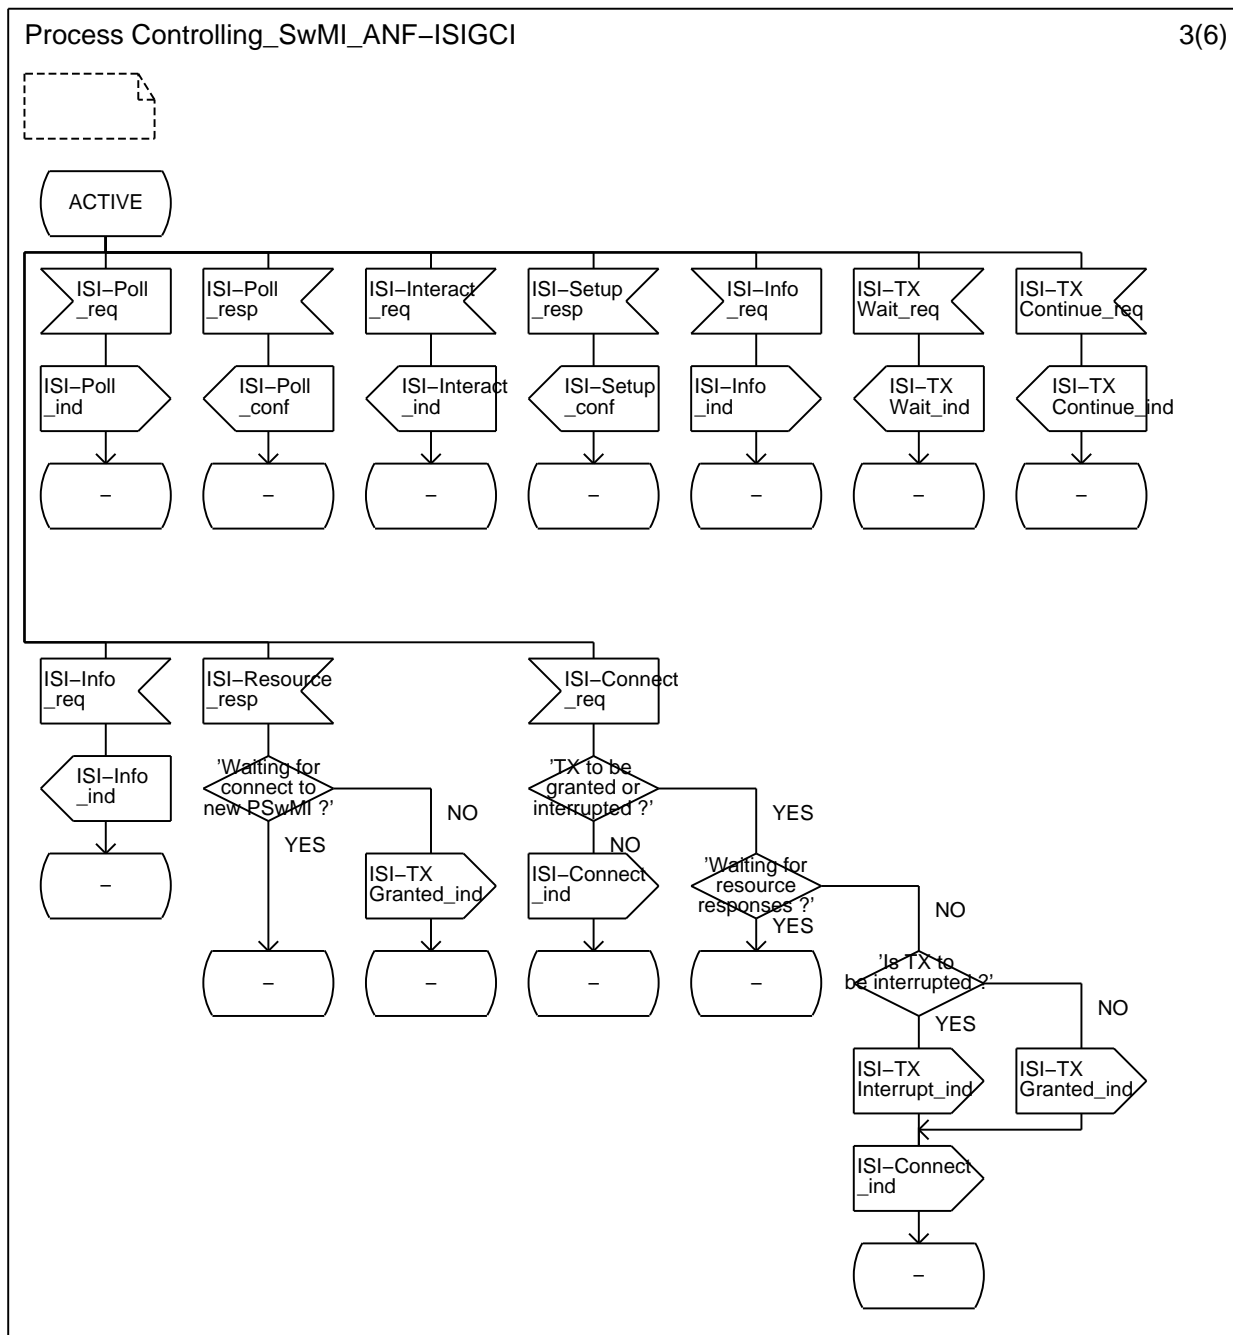 Process Controlling_SwMI_ANF−ISIGCI
3(6)
ACTIVE
ISI−Poll
_req
ISI−Poll
_resp
ISI−Interact
_req
ISI−Setup
_resp
ISI−Info
_req
ISI−TX
Wait_req
ISI−TX
Continue_req
ISI−Poll
_ind
ISI−Poll
_conf
ISI−Interact
_ind
ISI−Setup
_conf
ISI−Info
_ind
ISI−TX
Wait_ind
ISI−TX
Continue_ind
−
−
−
−
−
−
−
ISI−Info
_req
ISI−Resource
_resp
ISI−Connect
_req
ISI−Info
_ind
'Waiting for
connect to
new PSwMI ?'
NO
YES
'TX to be
granted or
interrupted ?'
YES
NO
−
ISI−TX
Granted_ind
ISI−Connect
_ind
'Waiting for
resource
responses ?'
NO
YES
−
−
−
'Is TX to
be interrupted ?'
NO
YES
ISI−TX
Interrupt_ind
ISI−TX
Granted_ind
ISI−Connect
_ind
−